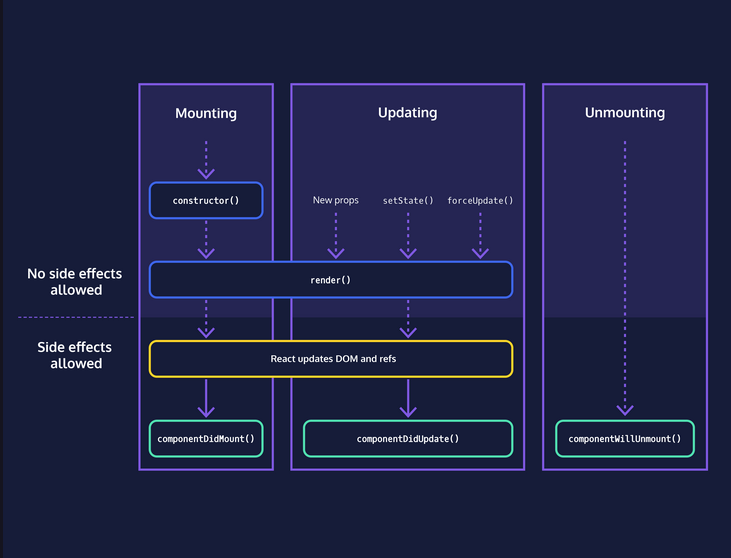 Mounting
Updating
Unmounting
constructor()
New props
setState()
forceUpdate()
No side effects
allowed
render()
Side effects
allowed
React updates DOM and refs
componentDidMount()
componentDidUpdate()
componentWillUnmount()